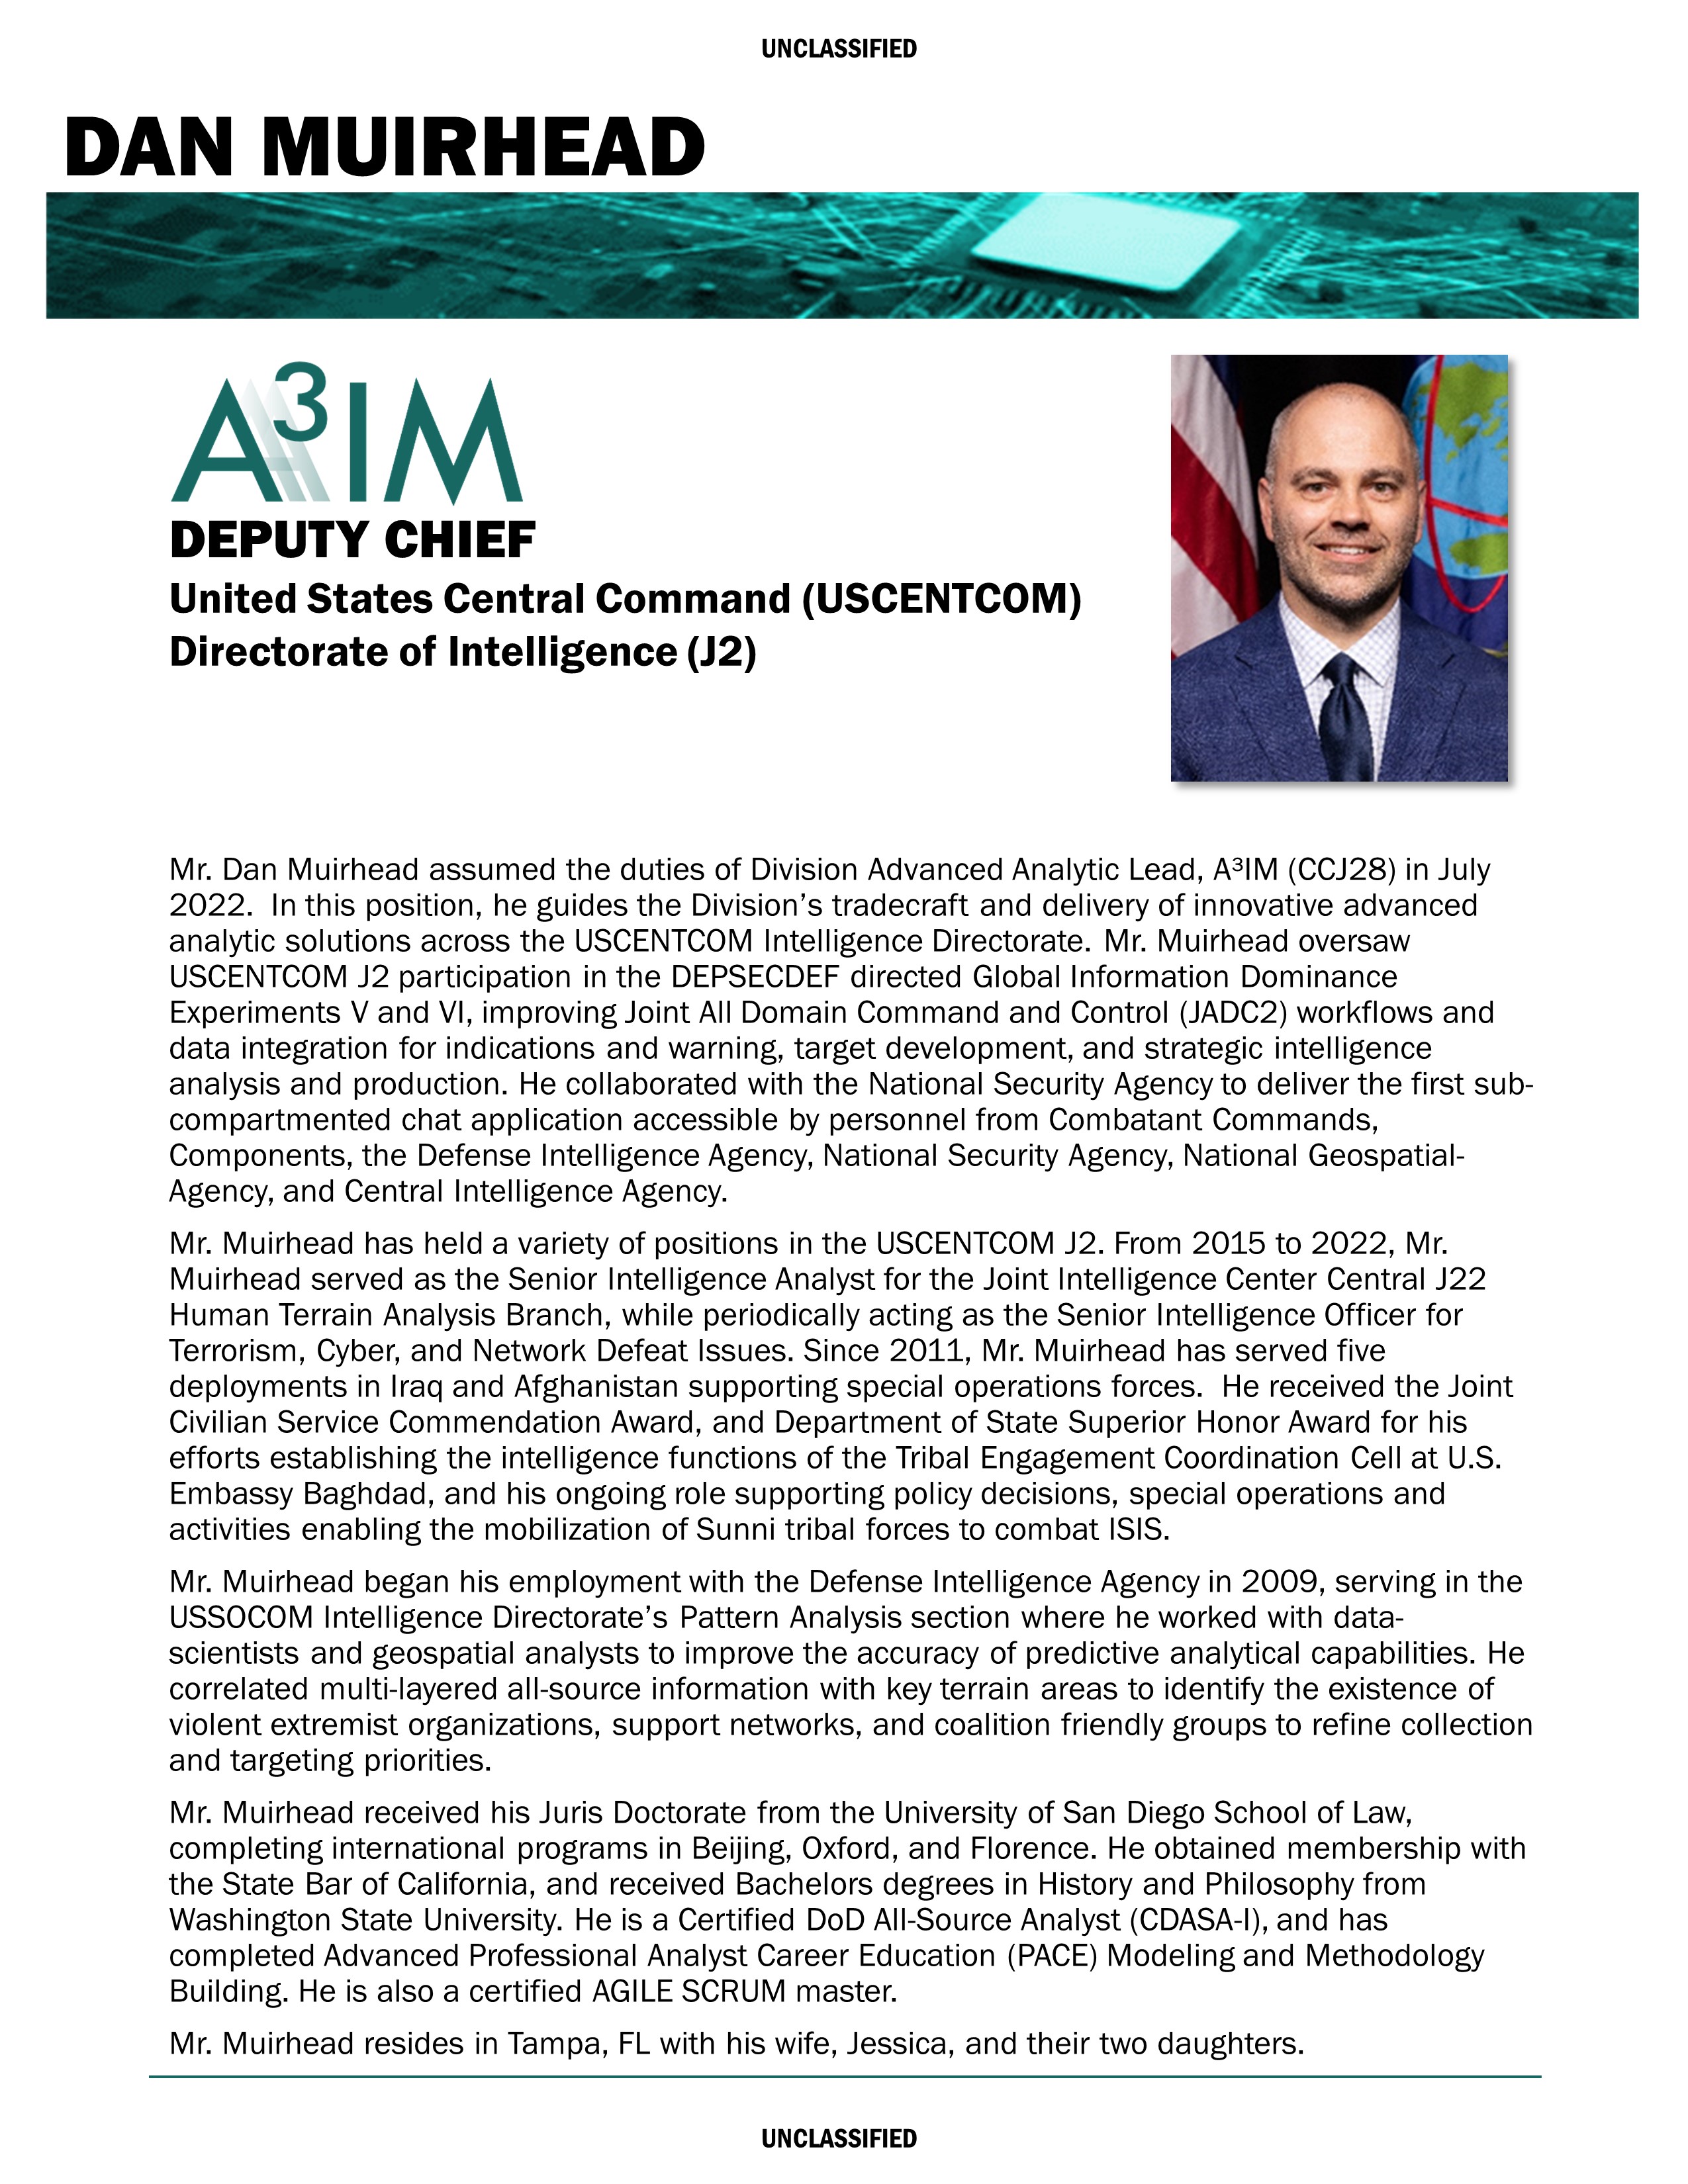 UNCLASSIFIED
DAN MUIRHEAD
A³IM
DEPUTY CHIEF
United States Central Command (USCENTCOM)
Directorate of Intelligence (J2)
Mr. Dan Muirhead assumed the duties of Division Advanced Analytic Lead, A³IM (CCJ28) in July
2022.  In this position, he guides the Division’s tradecraft and delivery of innovative advanced
analytic solutions across the USCENTCOM Intelligence Directorate. Mr. Muirhead oversaw
USCENTCOM J2 participation in the DEPSECDEF directed Global Information Dominance
Experiments V and VI, improving Joint All Domain Command and Control (JADC2) workflows and
data integration for indications and warning, target development, and strategic intelligence
analysis and production. He collaborated with the National Security Agency to deliver the first sub-
compartmented chat application accessible by personnel from Combatant Commands,
Components, the Defense Intelligence Agency, National Security Agency, National Geospatial-
Agency, and Central Intelligence Agency.
Mr. Muirhead has held a variety of positions in the USCENTCOM J2. From 2015 to 2022, Mr.
Muirhead served as the Senior Intelligence Analyst for the Joint Intelligence Center Central J22
Human Terrain Analysis Branch, while periodically acting as the Senior Intelligence Officer for
Terrorism, Cyber, and Network Defeat Issues. Since 2011, Mr. Muirhead has served five
deployments in Iraq and Afghanistan supporting special operations forces.  He received the Joint
Civilian Service Commendation Award, and Department of State Superior Honor Award for his
efforts establishing the intelligence functions of the Tribal Engagement Coordination Cell at U.S.
Embassy Baghdad, and his ongoing role supporting policy decisions, special operations and
activities enabling the mobilization of Sunni tribal forces to combat ISIS.
Mr. Muirhead began his employment with the Defense Intelligence Agency in 2009, serving in the
USSOCOM Intelligence Directorate’s Pattern Analysis section where he worked with data-
scientists and geospatial analysts to improve the accuracy of predictive analytical capabilities. He
correlated multi-layered all-source information with key terrain areas to identify the existence of
violent extremist organizations, support networks, and coalition friendly groups to refine collection
and targeting priorities.
Mr. Muirhead received his Juris Doctorate from the University of San Diego School of Law,
completing international programs in Beijing, Oxford, and Florence. He obtained membership with
the State Bar of California, and received Bachelors degrees in History and Philosophy from
Washington State University. He is a Certified DoD All-Source Analyst (CDASA-I), and has
completed Advanced Professional Analyst Career Education (PACE) Modeling and Methodology
Building. He is also a certified AGILE SCRUM master.
Mr. Muirhead resides in Tampa, FL with his wife, Jessica, and their two daughters.
UNCLASSIFIED